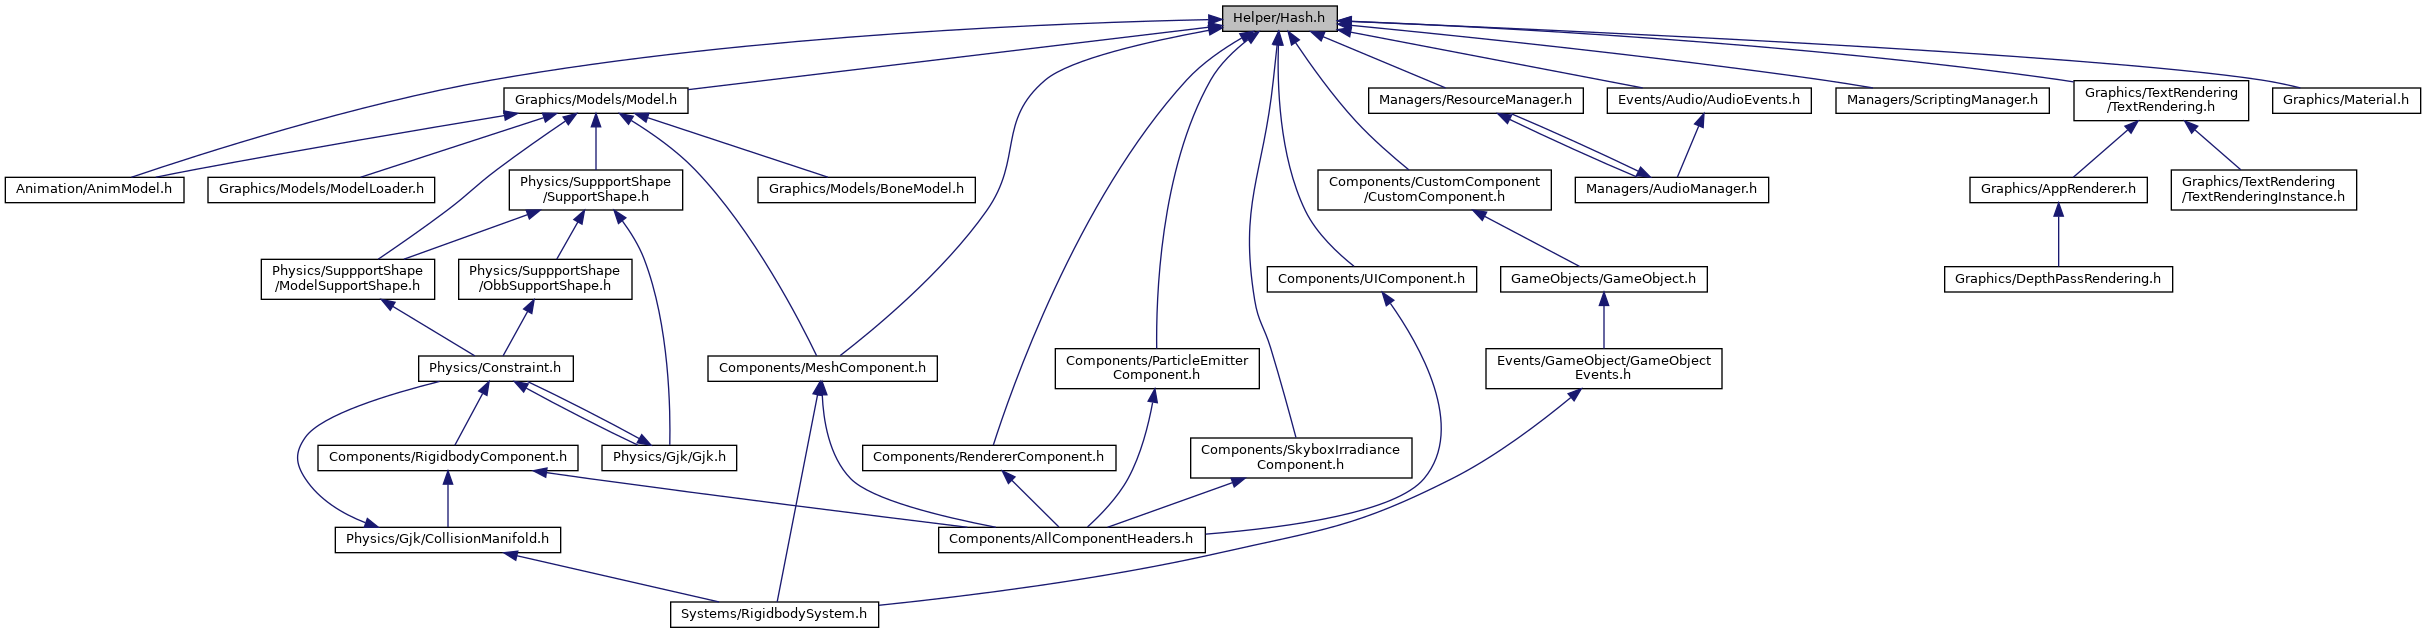 Helper/Hash.h
Graphics/Models/Model.h
Managers/ResourceManager.h
Events/Audio/AudioEvents.h
Managers/ScriptingManager.h
Graphics/TextRendering
/TextRendering.h
Graphics/Material.h
Animation/AnimModel.h
Graphics/Models/ModelLoader.h
Physics/SuppportShape
/SupportShape.h
Graphics/Models/BoneModel.h
Components/CustomComponent
/CustomComponent.h
Managers/AudioManager.h
Graphics/AppRenderer.h
Graphics/TextRendering
/TextRenderingInstance.h
Physics/SuppportShape
/ModelSupportShape.h
Physics/SuppportShape
/ObbSupportShape.h
Components/UIComponent.h
GameObjects/GameObject.h
Graphics/DepthPassRendering.h
Physics/Constraint.h
Components/MeshComponent.h
Components/ParticleEmitter
Component.h
Events/GameObject/GameObject
Events.h
Components/RigidbodyComponent.h
Physics/Gjk/Gjk.h
Components/RendererComponent.h
Components/SkyboxIrradiance
Component.h
Physics/Gjk/CollisionManifold.h
Components/AllComponentHeaders.h
Systems/RigidbodySystem.h